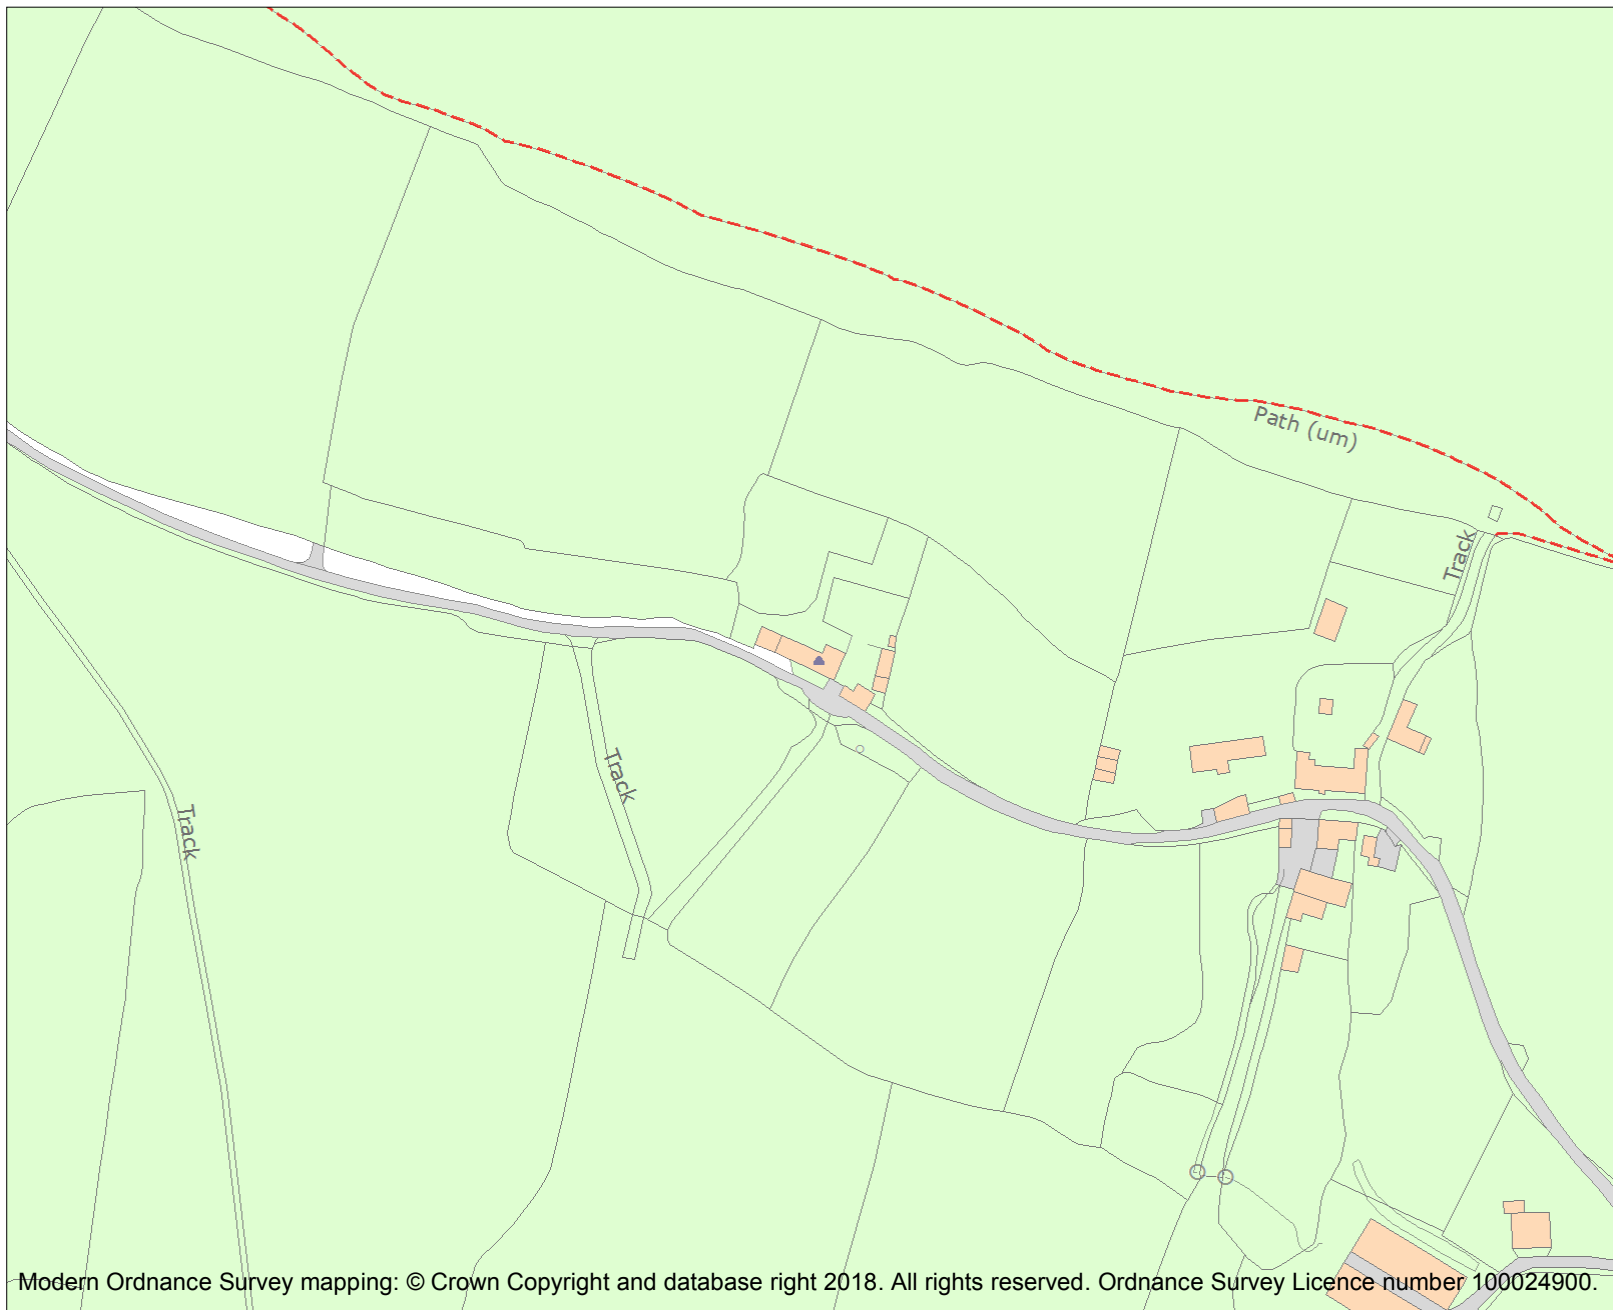 Path (um)
Track
Track
Track
Modern Ordnance Survey mapping: © Crown Copyright and database right 2018. All rights reserved. Ordnance Survey Licence number 100024900.